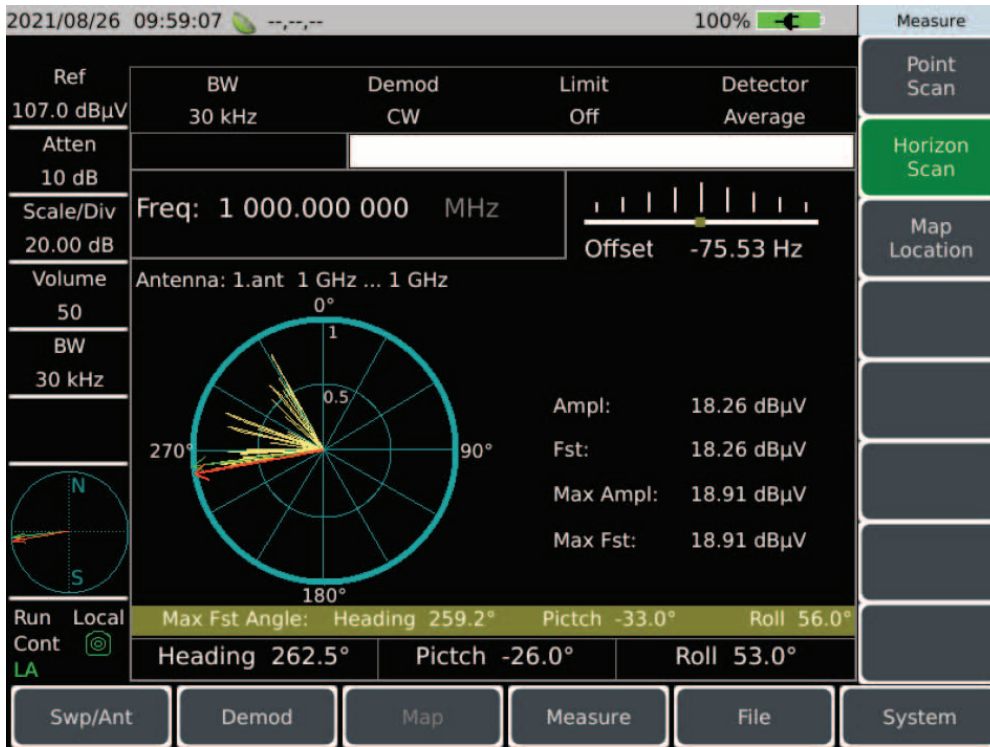 2021/08/26 09:59:07 --,--,-- 100%
Measure
Ref
107.0 dBµV
Atten
10 dB
Scale/Div
20.00 dB
Volume
50
BW
30 kHz
N
S
Run Local
Cont
LA
BW Demod Limit Detector
30 kHz CW Off Average
Freq: 1 000.000 000 MHz
Offset -75.53 Hz
Antenna: 1.ant 1 GHz ... 1 GHz
0°
1
0.5
270° 90°
180°
Ampl: 18.26 dBµV
Fst: 18.26 dBµV
Max Ampl: 18.91 dBµV
Max Fst: 18.91 dBµV
Max Fst Angle: Heading 259.2° Pictch -33.0° Roll 56.0°
Heading 262.5° Pictch -26.0° Roll 53.0°
Point
Scan
Horizon
Scan
Map
Location
Swp/Ant Demod Map Measure File System